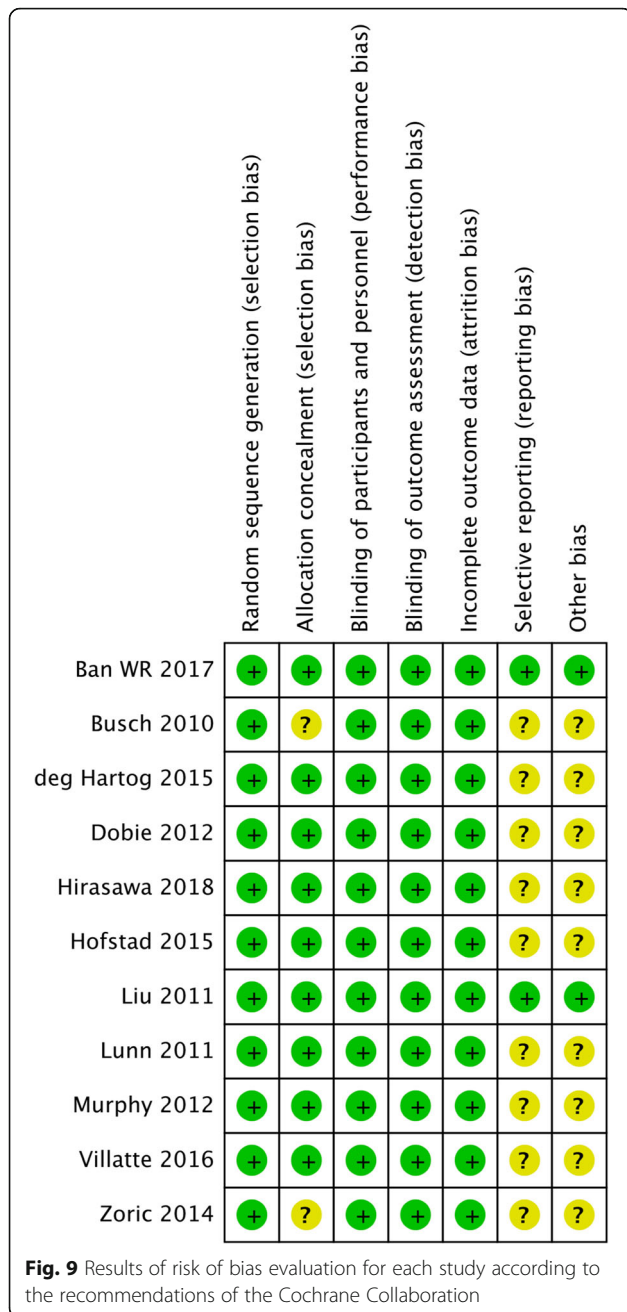 Random sequence generation (selection bias)
Allocation concealment (selection bias)
Blinding of participants and personnel (performance bias)
Blinding of outcome assessment (detection bias)
Incomplete outcome data (attrition bias)
Selective reporting (reporting bias)
Other bias
Ban WR 2017 + + + + + + +
Busch 2010 + ? + + + ? ?
deg Hartog 2015 + + + + + ? ?
Dobie 2012 + + + + + ? ?
Hirasawa 2018 + + + + + ? ?
Hofstad 2015 + + + + + ? ?
Liu 2011 + + + + + + +
Lunn 2011 + + + + + ? ?
Murphy 2012 + + + + + ? ?
Villatte 2016 + + + + + ? ?
Zoric 2014 + ? + + + ? ?
Fig. 9 Results of risk of bias evaluation for each study according to
the recommendations of the Cochrane Collaboration